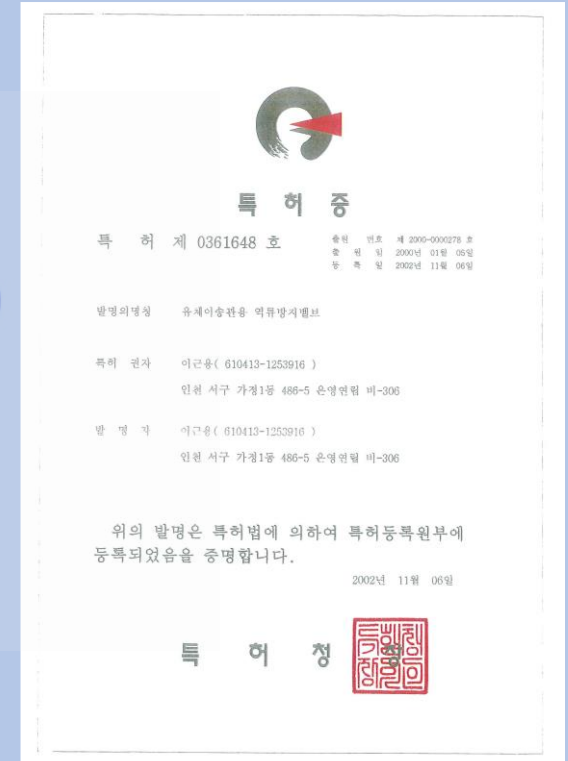 특허증
특 허 제 0361648 호
출원 번호 제 2000-0000278 호
출 원 일 2000년 01월 05일
등 록 일 2002년 11월 06일
발명의명칭 유체이송관용 역류방지밸브
특허 권자 이근용( 610413-1253916 )
인천 서구 가정1동 486-5 은영연립 비-306
발 명 자 이근용( 610413-1253916 )
인천 서구 가정1동 486-5 은영연립 비-306
위의 발명은 특허법에 의하여 특허등록원부에
등록되었음을 증명합니다.
2002년 11월 06일
특 허 청 장